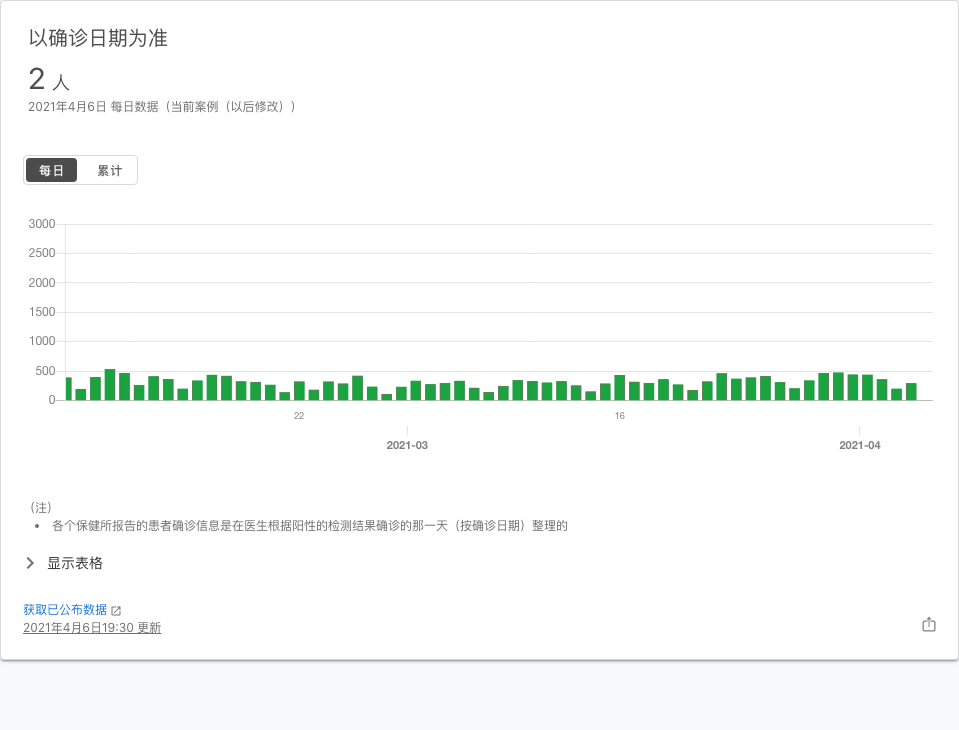 以确诊日期为准
2 人
2021年4月6日 每日数据（当前案例（以后修改））
每日 累计
3000
2500
2000
1500
1000
500
0
22 16
2021-03 2021-04
（注）
• 各个保健所报告的患者确诊信息是在医生根据阳性的检测结果确诊的那一天（按确诊日期）整理的
显示表格
获取已公布数据
2021年4月6日19:30 更新